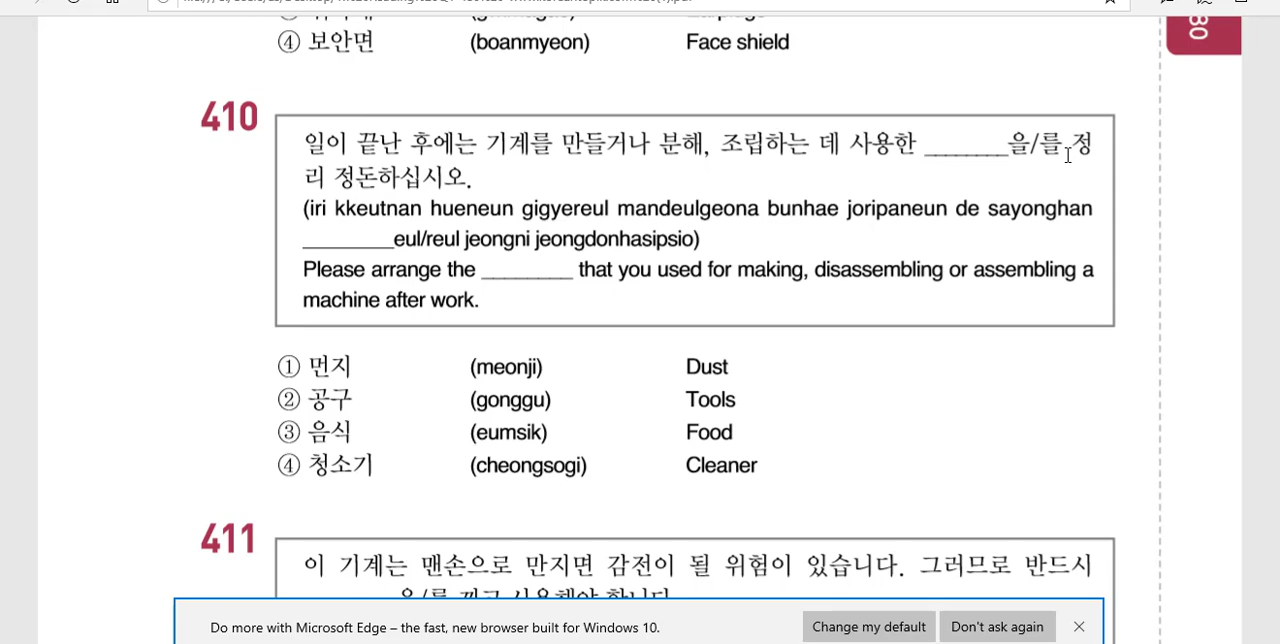 ④ 보안면 (boanmyeon) Face shield
80
410
일이 끝난 후에는 기계를 만들거나 분해, 조립하는 데 사용한 _______을/를 정
리 정돈하십시오.
(iri kkeutnan hueneun gigyereul mandeulgeona bunhae joripaneun de sayonghan
________eul/reul jeongni jeongdonhasipsio)
Please arrange the ________ that you used for making, disassembling or assembling a
machine after work.
① 먼지 (meonji) Dust
② 공구 (gonggu) Tools
③ 음식 (eumsik) Food
④ 청소기 (cheongsogi) Cleaner
411
이 기계는 맨손으로 만지면 감전이 될 위험이 있습니다. 그러므로 반드시
Do more with Microsoft Edge – the fast, new browser built for Windows 10.
Change my default
Don't ask again